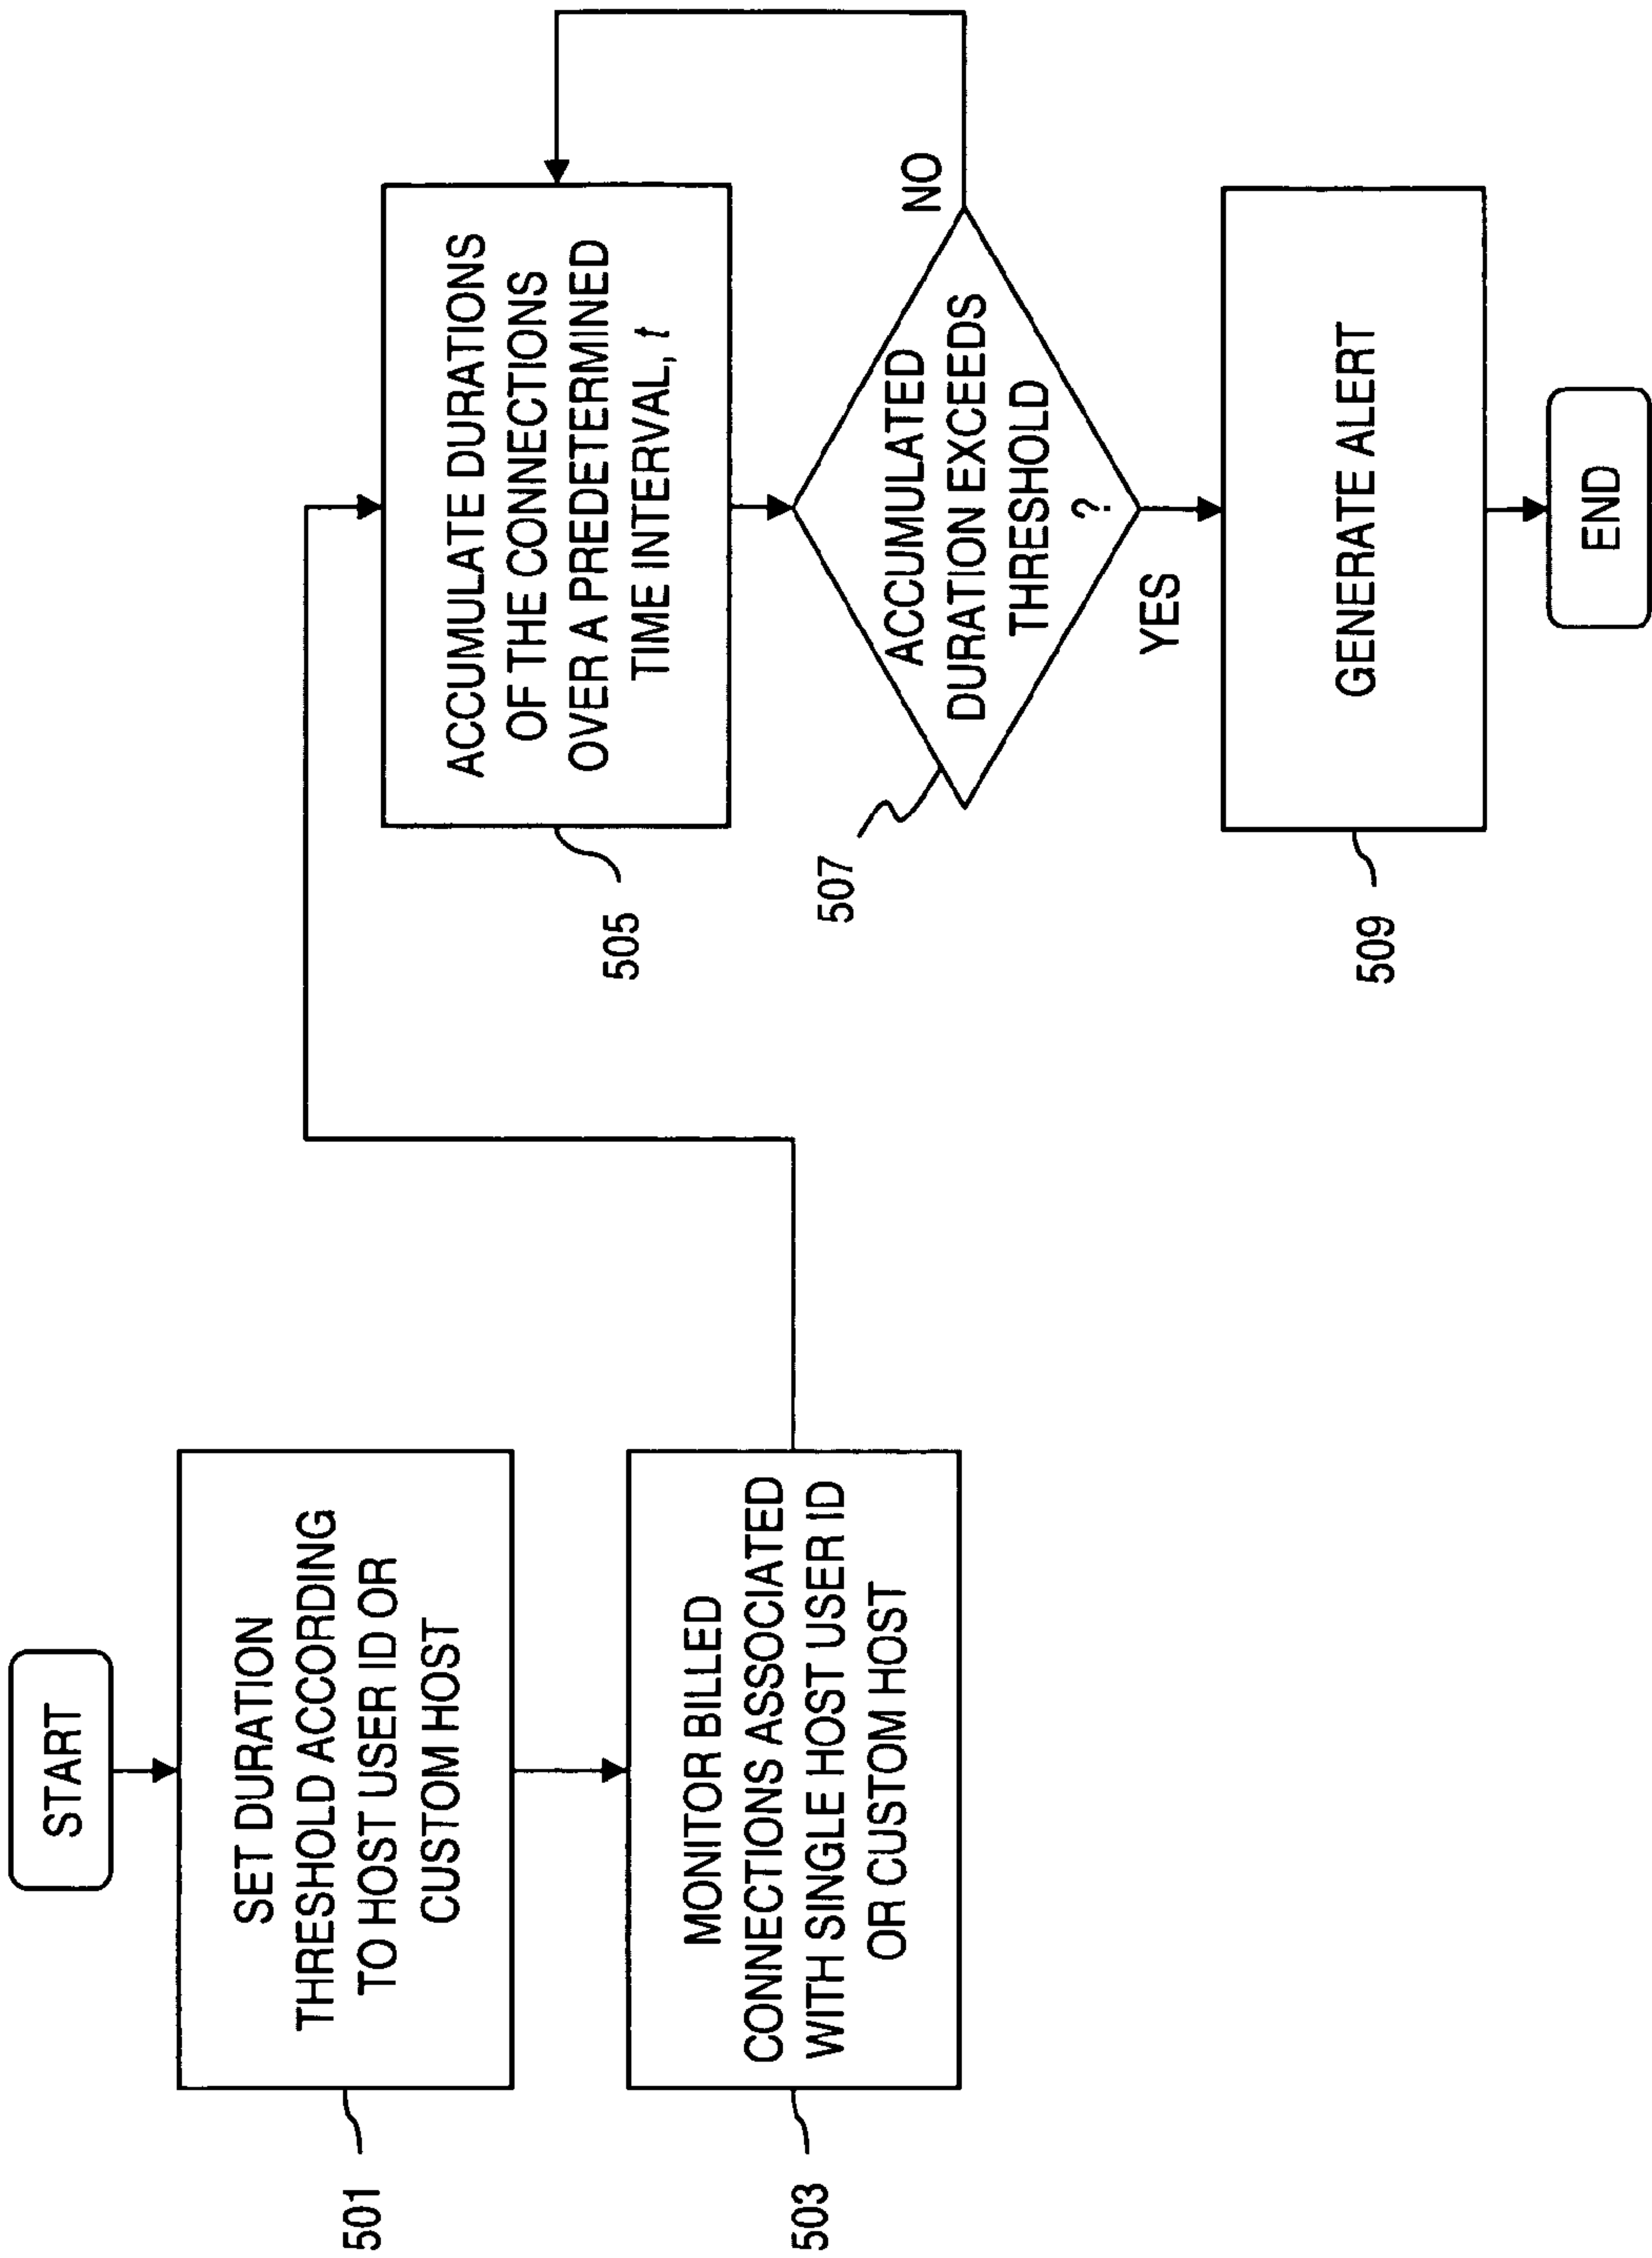 START
SET DURATION
THRESHOLD ACCORDING
TO HOST USER ID OR
CUSTOM HOST
501
MONITOR BILLED
CONNECTIONS ASSOCIATED
WITH SINGLE HOST USER ID
OR CUSTOM HOST
503
ACCUMULATE DURATIONS
OF THE CONNECTIONS
OVER A PREDETERMINED
TIME INTERVAL, t
505
ACCUMULATED
DURATION EXCEEDS
THRESHOLD
?
507
NO
YES
GENERATE ALERT
509
END